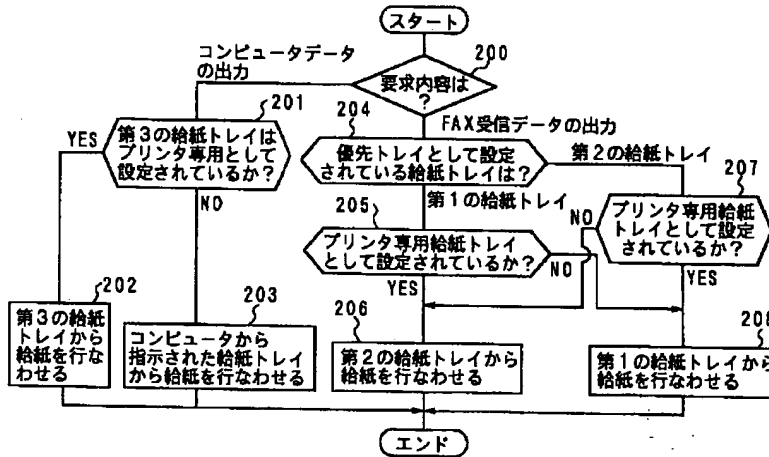 スタート
コンピュータデータ
の出力
200
要求内容は
?
201
YES
第3の給紙トレイは
プリンタ専用として
設定されているか?
NO
204
FAX受信データの出力
優先トレイとして設定
されている給紙トレイは?
第2の給紙トレイ
207
第1の給紙トレイ
205
プリンタ専用給紙トレイ
として設定されているか?
NO
YES
NO
プリンタ専用給紙
トレイとして設定
されているか?
YES
202
第3の給紙
トレイから
給紙を行な
わせる
203
コンピュータから
指示された給紙トレイ
から給紙を行なわせる
206
第2の給紙トレイから
給紙を行なわせる
208
第1の給紙トレイから
給紙を行なわせる
エンド